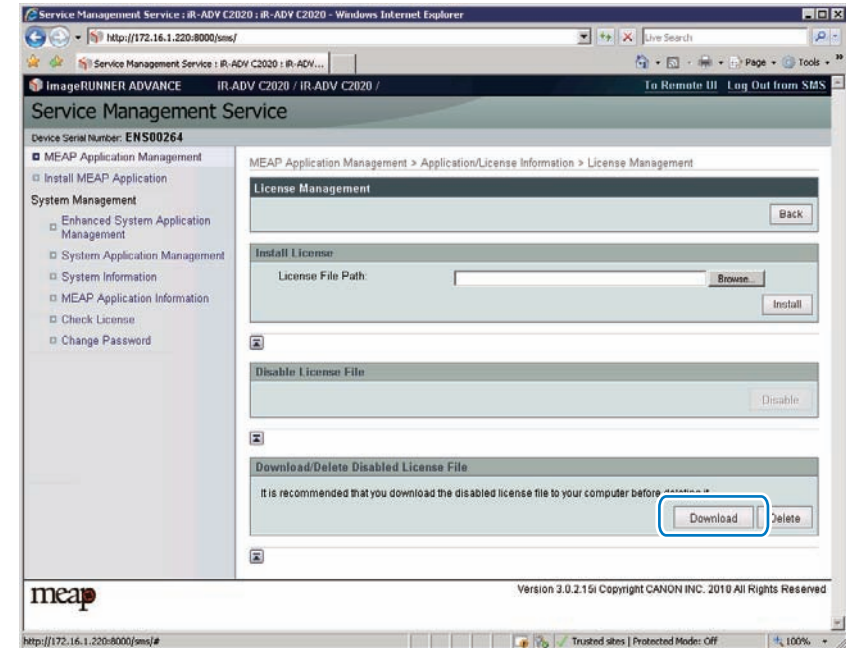 Service Management Service : iR-ADV C2020 : iR-ADV C2020 - Windows Internet Explorer
http://172.16.1.220:8000/sms/
Live Search
Service Management Service : iR-ADV C2020 : iR-ADV...
Page
Tools
imageRUNNER ADVANCE iR-ADV C2020 / iR-ADV C2020 /
To Remote UI Log Out from SMS
Service Management Service
Device Serial Number: ENS00264
MEAP Application Management
Install MEAP Application
System Management
Enhanced System Application
Management
System Application Management
System Information
MEAP Application Information
Check License
Change Password
MEAP Application Management > Application/License Information > License Management
License Management
Back
Install License
License File Path:
Browse...
Install
Disable License File
Disable
Download/Delete Disabled License File
It is recommended that you download the disabled license file to your computer before deleting it.
Download
Delete
meap
Version 3.0.2.15i Copyright CANON INC. 2010 All Rights Reserved
http://172.16.1.220:8000/sms/#
Trusted sites | Protected Mode: Off
100%